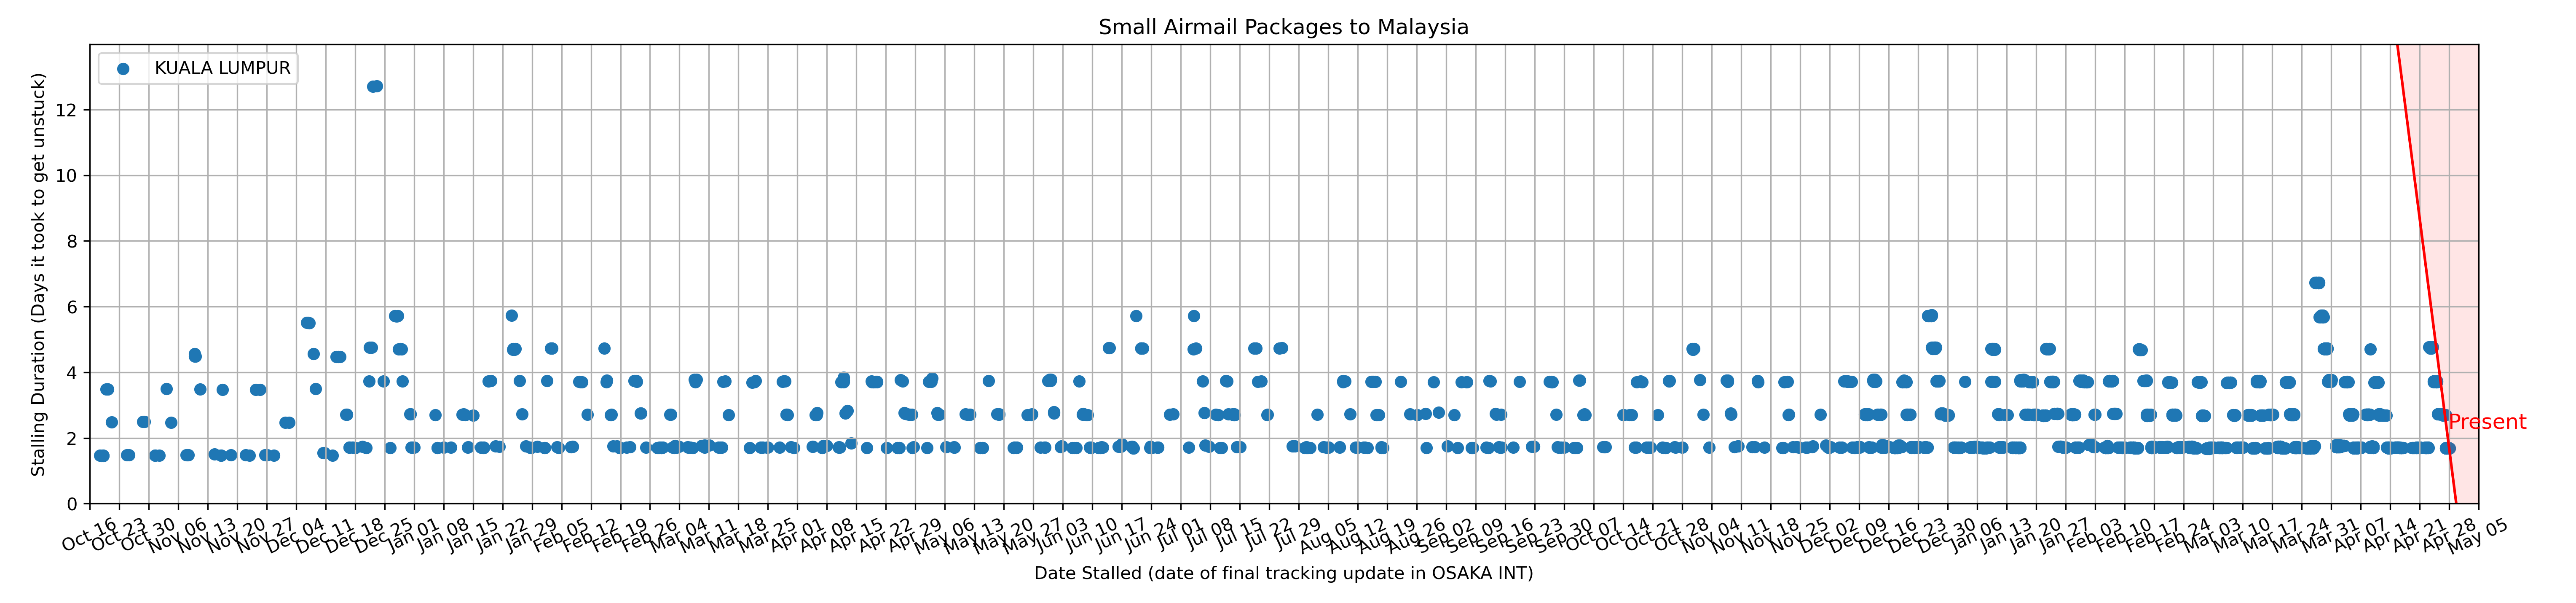 Small Airmail Packages to Malaysia
KUALA LUMPUR
Stalling Duration (Days it took to get unstuck)
12
10
8
6
4
2
0
Present
Oct 16
Oct 23
Oct 30
Nov 06
Nov 13
Nov 20
Nov 27
Dec 04
Dec 11
Dec 18
Dec 25
Jan 01
Jan 08
Jan 15
Jan 22
Jan 29
Feb 05
Feb 12
Feb 19
Feb 26
Mar 04
Mar 11
Mar 18
Mar 25
Apr 01
Apr 08
Apr 15
Apr 22
Apr 29
May 06
May 13
May 20
May 27
Jun 03
Jun 10
Jun 17
Jun 24
Jul 01
Jul 08
Jul 15
Jul 22
Jul 29
Aug 05
Aug 12
Aug 19
Aug 26
Sep 02
Sep 09
Sep 16
Sep 23
Sep 30
Oct 07
Oct 14
Oct 21
Oct 28
Nov 04
Nov 11
Nov 18
Nov 25
Dec 02
Dec 09
Dec 16
Dec 23
Dec 30
Jan 06
Jan 13
Jan 20
Jan 27
Feb 03
Feb 10
Feb 17
Feb 24
Mar 03
Mar 10
Mar 17
Mar 24
Mar 31
Apr 07
Apr 14
Apr 21
Apr 28
May 05
Date Stalled (date of final tracking update in OSAKA INT)